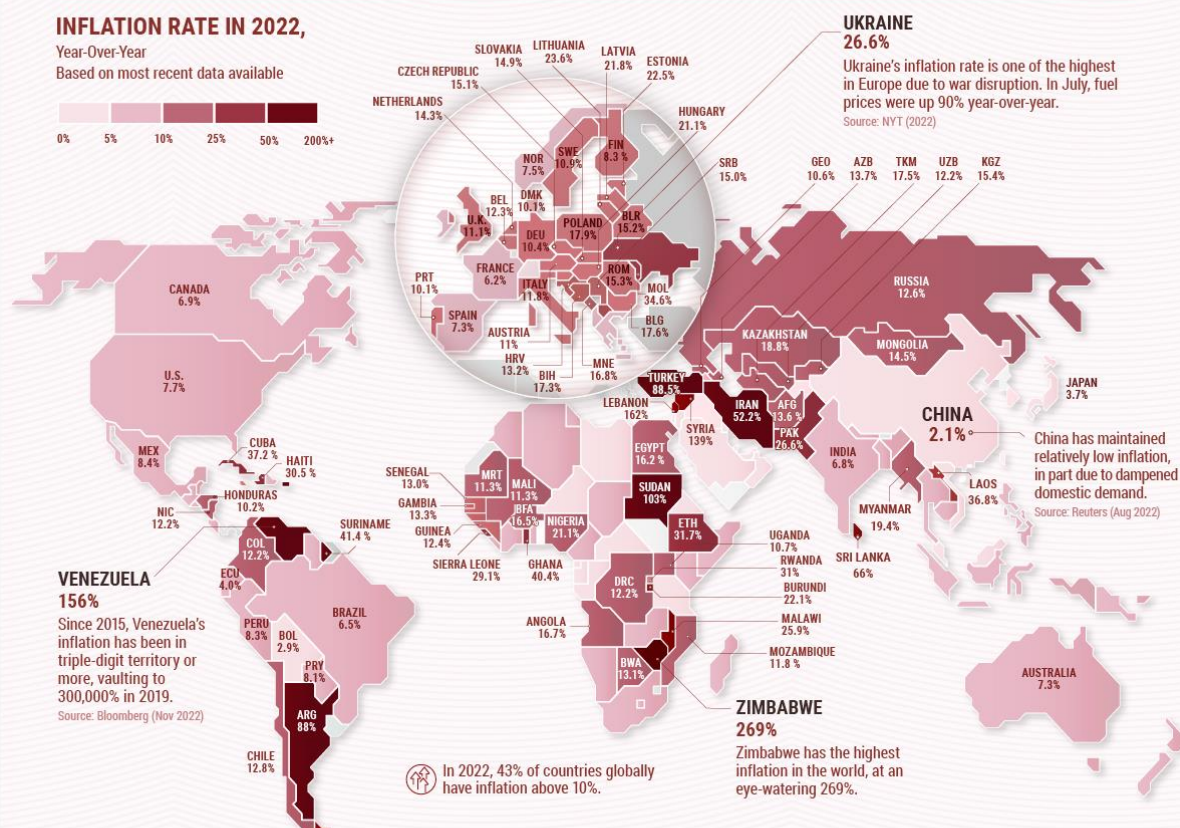 INFLATION RATE IN 2022,
Year-Over-Year
Based on most recent data available
0%
5%
10%
25%
50%
200%+
UKRAINE
26.6%
Ukraine's inflation rate is one of the highest
in Europe due to war disruption. In July, fuel
prices were up 90% year-over-year.
Source: NYT (2022)
SLOVAKIA
14.9%
LITHUANIA
23.6%
LATVIA
21.8%
ESTONIA
22.5%
CZECH REPUBLIC
15.1%
NETHERLANDS
14.3%
HUNGARY
21.1%
SRB
15.0%
GEO
10.6%
AZB
13.7%
TKM
17.5%
UZB
12.2%
KGZ
15.4%
NOR
7.5%
SWE
10.9%
FIN
8.3 %
BEL
12.3%
DMK
10.1%
U.K.
11.1%
DEU
10.4%
POLAND
17.9%
BLR
15.2%
FRANCE
6.2%
ITALY
11.8%
ROM
15.3%
MOL
34.6%
PRT
10.1%
SPAIN
7.3%
BLG
17.6%
AUSTRIA
11%
HRV
13.2%
BIH
17.3%
MNE
16.8%
CANADA
6.9%
U.S.
7.7%
MEX
8.4%
CUBA
37.2 %
HAITI
30.5 %
HONDURAS
10.2%
NIC
12.2%
SURINAME
41.4 %
COL
12.2%
ECU
4.0%
PERU
8.3%
BRAZIL
6.5%
BOL
2.9%
PRY
8.1%
ARG
88%
CHILE
12.8%
VENEZUELA
156%
Since 2015, Venezuela's
inflation has been in
triple-digit territory or
more, vaulting to
300,000% in 2019.
Source: Bloomberg (Nov 2022)
RUSSIA
12.6%
KAZAKHSTAN
18.8%
MONGOLIA
14.5%
TURKEY
88.5%
LEBANON
162%
SYRIA
139%
IRAN
52.2%
AFG
13.6 %
PAK
26.6%
INDIA
6.8%
CHINA
2.1%
JAPAN
3.7%
China has maintained
relatively low inflation,
in part due to dampened
domestic demand.
Source: Reuters (Aug 2022)
LAOS
36.8%
MYANMAR
19.4%
SRI LANKA
66%
EGYPT
16.2 %
SENEGAL
13.0%
MRT
11.3%
MALI
11.3%
SUDAN
103%
GAMBIA
13.3%
BFA
16.5%
NIGERIA
21.1%
ETH
31.7%
GUINEA
12.4%
SIERRA LEONE
29.1%
GHANA
40.4%
UGANDA
10.7%
RWANDA
31%
DRC
12.2%
BURUNDI
22.1%
ANGOLA
16.7%
MALAWI
25.9%
MOZAMBIQUE
11.8 %
BWA
13.1%
AUSTRALIA
7.3%
ZIMBABWE
269%
Zimbabwe has the highest
inflation in the world, at an
eye-watering 269%.
In 2022, 43% of countries globally
have inflation above 10%.